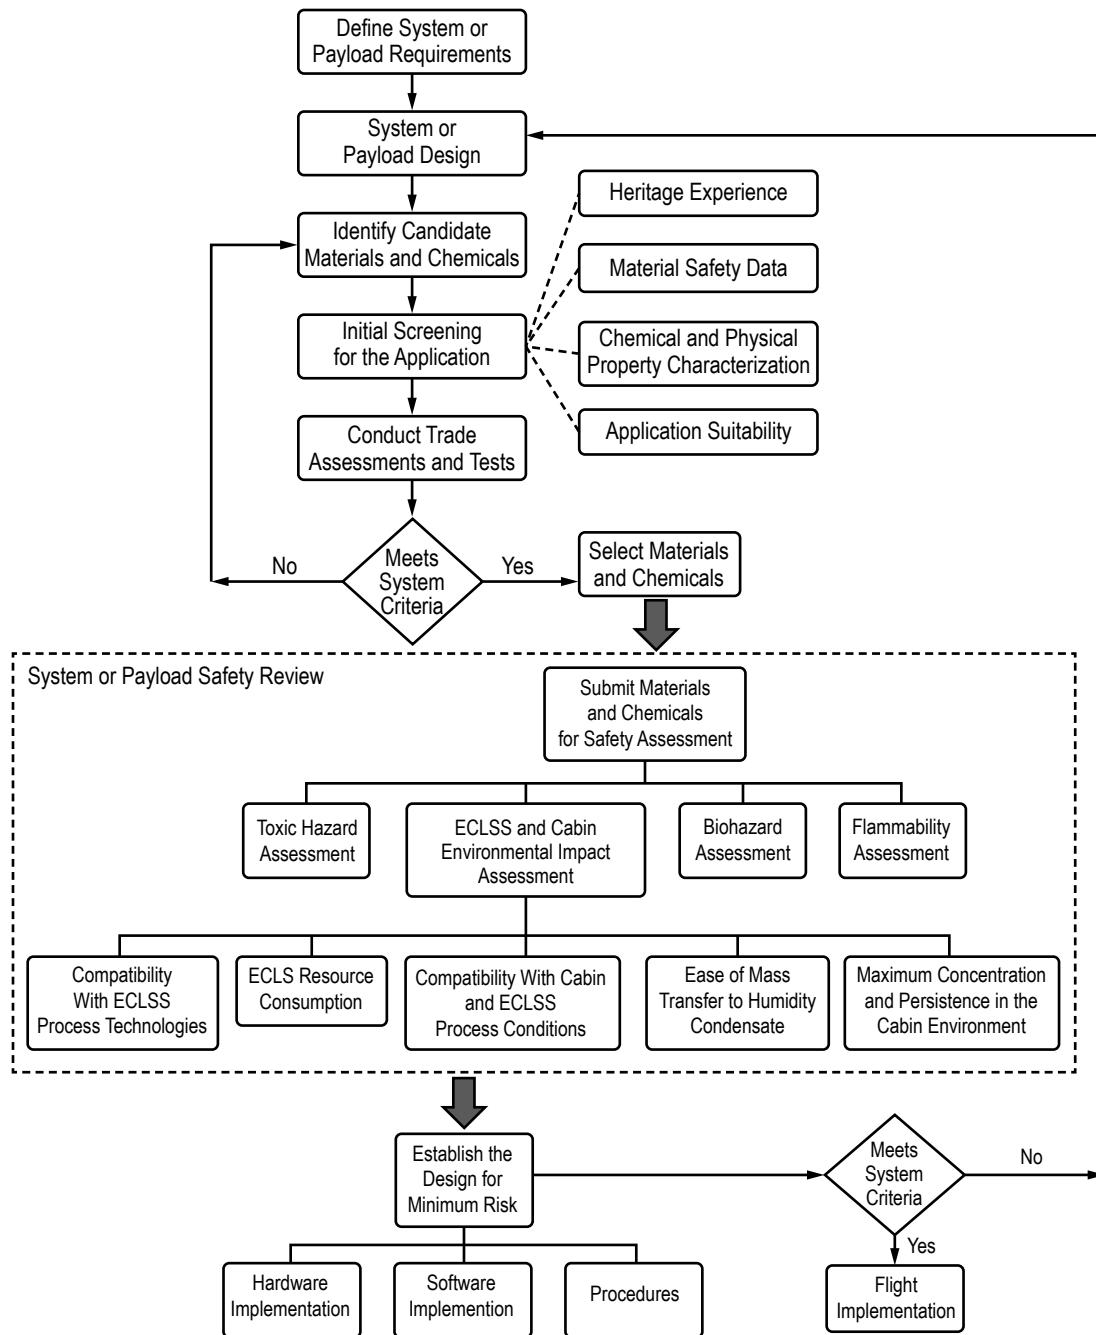 Define System or
Payload Requirements
System or
Payload Design
Heritage Experience
Identify Candidate
Materials and Chemicals
Material Safety Data
Initial Screening
for the Application
Chemical and Physical
Property Characterization
Application Suitability
Conduct Trade
Assessments and Tests
Meets
System
Criteria
No
Yes
Select Materials
and Chemicals
System or Payload Safety Review
Submit Materials
and Chemicals
for Safety Assessment
Toxic Hazard
Assessment
ECLSS and Cabin
Environmental Impact
Assessment
Biohazard
Assessment
Flammability
Assessment
Compatibility
With ECLSS
Process Technologies
ECLS Resource
Consumption
Compatibility With Cabin
and ECLSS
Process Conditions
Ease of Mass
Transfer to Humidity
Condensate
Maximum Concentration
and Persistence in the
Cabin Environment
Establish the
Design for
Minimum Risk
Meets
System
Criteria
No
Yes
Hardware
Implementation
Software
Implemention
Procedures
Flight
Implementation